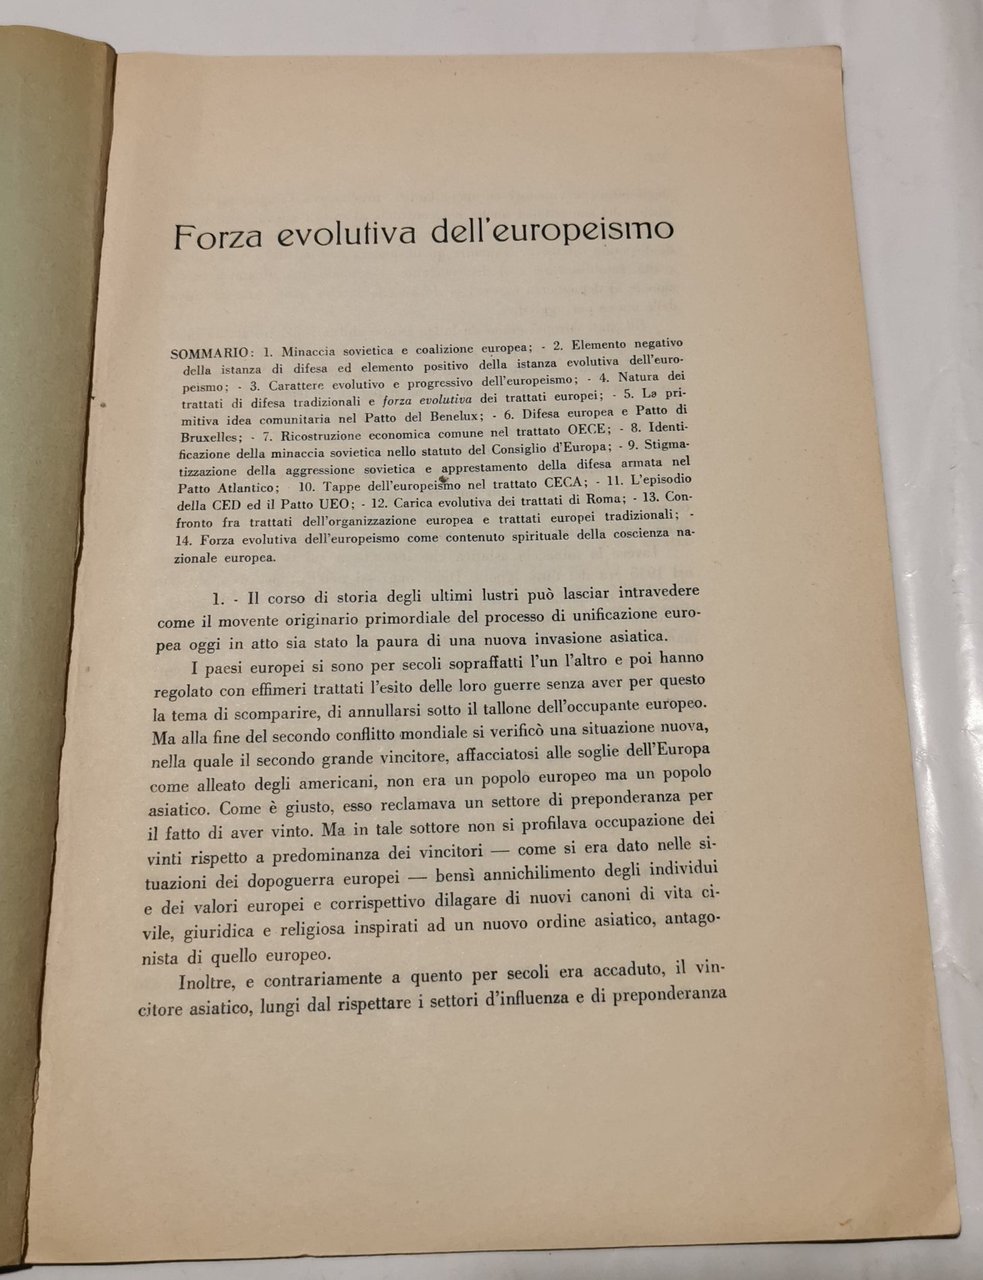 Forza evolutiva dell'europeismo
SOMMARIO: 1. Minaccia sovietica e coalizione europea; - 2. Elemento negativo
della istanza di difesa ed elemento positivo della istanza evolutiva dell'euro-
peismo; - 3. Carattere evolutivo e progressivo dell'europeismo; - 4. Natura dei
trattati di difesa tradizionali e forza evolutiva dei trattati europei; - 5. La pri-
mitiva idea comunitaria nel Patto del Benelux; - 6. Difesa europea e Patto di
Bruxelles; - 7. Ricostruzione economica comune nel trattato OECE; - 8. Identi-
ficazione della minaccia sovietica nello statuto del Consiglio d'Europa; - 9. Stigma-
tizzazione della aggressione sovietica e apprestamento della difesa armata nel
Patto Atlantico; 10. Tappe dell'europeismo nel trattato CECA; - 11. L'episodio
della CED ed il Patto UEO; - 12. Carica evolutiva dei trattati di Roma; - 13. Con-
fronto fra trattati dell'organizzazione europea e trattati europei tradizionali; -
14. Forza evolutiva dell'europeismo come contenuto spirituale della coscienza na-
zionale europea.
1. - Il corso di storia degli ultimi lustri può lasciar intravedere
come il movente originario primordiale del processo di unificazione euro-
pea oggi in atto sia stato la paura di una nuova invasione asiatica.
I paesi europei si sono per secoli sopraffatti l'un l'altro e poi hanno
regolato con effimeri trattati l'esito delle loro guerre senza aver per questo
la tema di scomparire, di annullarsi sotto il tallone dell'occupante europeo.
Ma alla fine del secondo conflitto mondiale si verificò una situazione nuova,
nella quale il secondo grande vincitore, affacciatosi alle soglie dell'Europa
come alleato degli americani, non era un popolo europeo ma un popolo
asiatico. Come è giusto, esso reclamava un settore di preponderanza per
il fatto di aver vinto. Ma in tale sottore non si profilava occupazione dei
vinti rispetto a predominanza dei vincitori — come si era dato nelle si-
tuazioni dei dopoguerra europei — bensì annichilimento degli individui
e dei valori europei e corrispettivo dilagare di nuovi canoni di vita ci-
vile, giuridica e religiosa inspirati ad un nuovo ordine asiatico, antago-
nista di quello europeo.
Inoltre, e contrariamente a quento per secoli era accaduto, il vin-
citore asiatico, lungi dal rispettare i settori d'influenza e di preponderanza